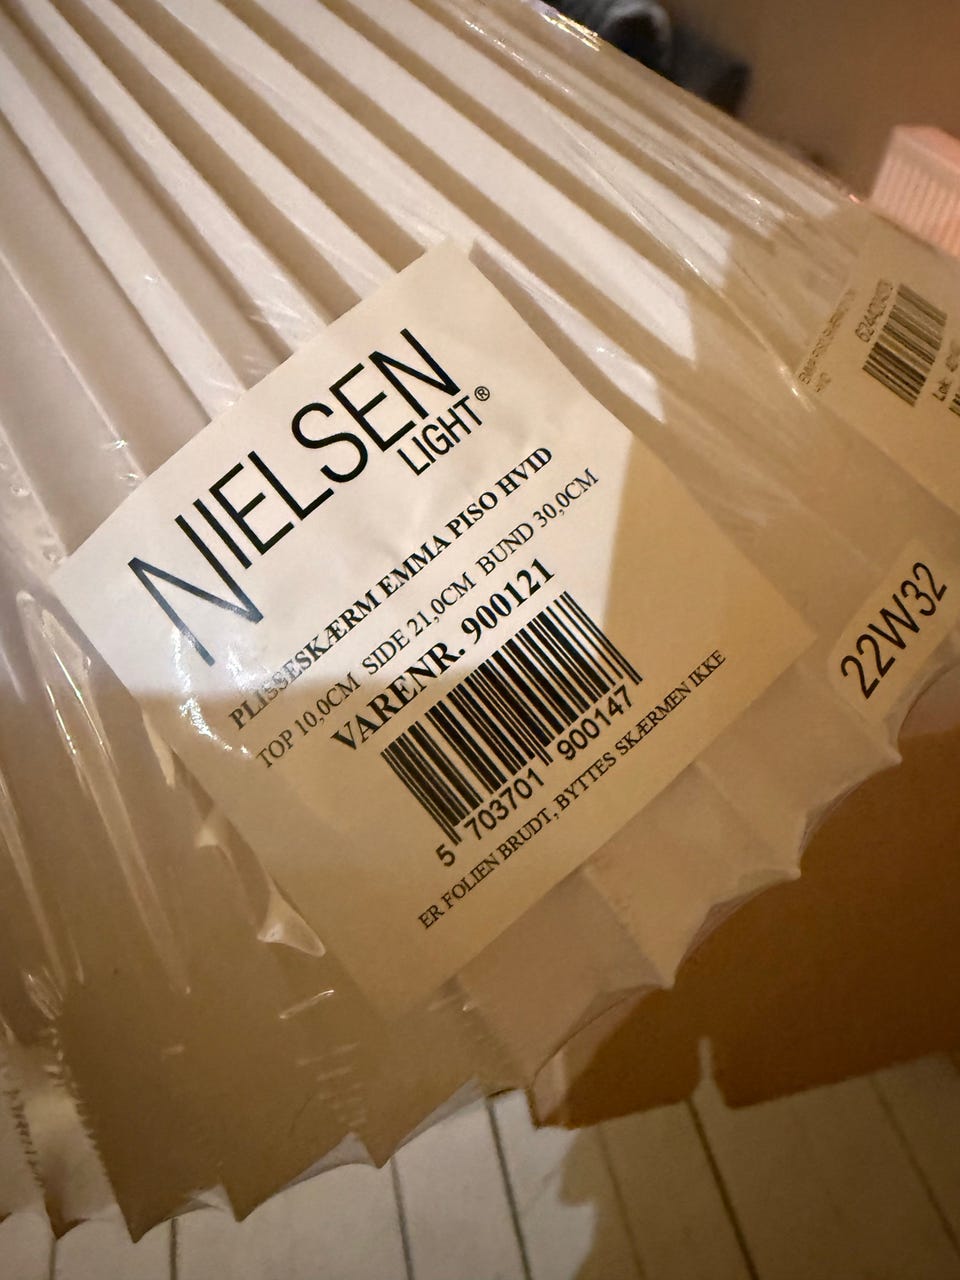 NIELSEN
LIGHT®
PLISSESKÆRM EMMA PISO HVID
TOP 10,0CM SIDE 21,0CM BUND 30,0CM
VARENR. 900121
5 703701 900147
ER FOLIEN BRUDT, BYTTES SKÆRMEN IKKE
22W32